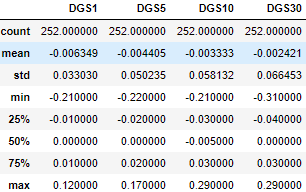 DGS1 DGS5 DGS10 DGS30
count 252.000000 252.000000 252.000000 252.000000
mean -0.006349 -0.004405 -0.003333 -0.002421
std 0.033030 0.050235 0.058132 0.066453
min -0.210000 -0.220000 -0.210000 -0.310000
25% -0.010000 -0.020000 -0.030000 -0.040000
50% 0.000000 0.000000 -0.005000 0.000000
75% 0.010000 0.020000 0.030000 0.030000
max 0.120000 0.170000 0.290000 0.290000